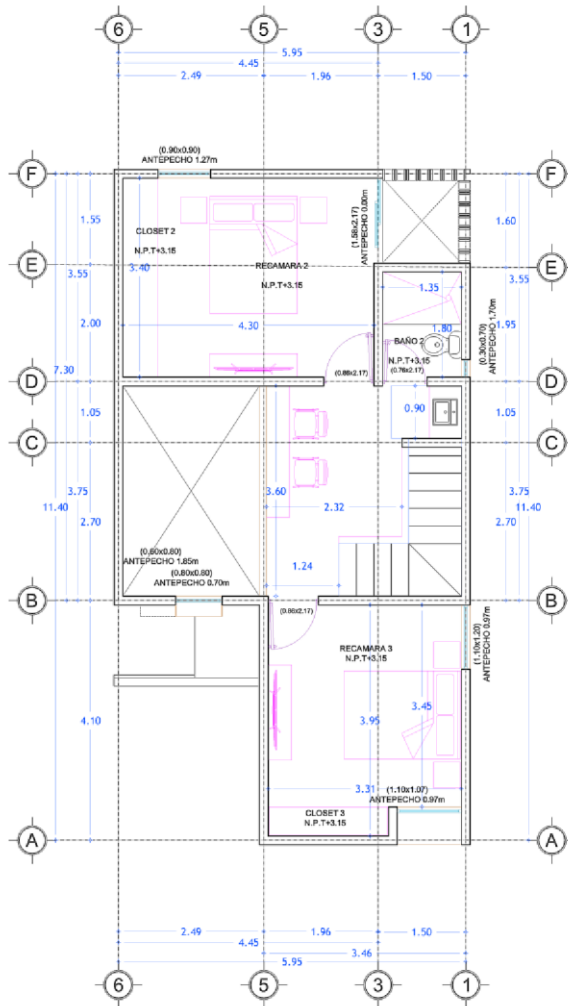 6 5 3 1
5.95
4.45
2.49 1.96 1.50
(0.90x0.90)
ANTEPECHO 1.27m
F F
1.55
CLOSET 2
N.P.T+3.15
RECAMARA 2
N.P.T+3.15
(1.58x2.17)
ANTEPECHO 0.00m
1.60
E E
3.55
3.40
1.35
3.55
2.00
4.30
1.80
BAÑO 2
N.P.T+3.15
(0.30x0.70)
ANTEPECHO 1.70m
1.95
7.30
(0.86x2.17)
(0.76x2.17)
D D
1.05
0.90
1.05
C C
3.75
3.60
3.75
11.40
2.32
11.40
2.70
2.70
(0.60x0.80)
ANTEPECHO 1.85m
(0.80x0.80)
ANTEPECHO 0.70m
1.24
B B
(0.86x2.17)
(1.10x1.20)
ANTEPECHO 0.97m
RECAMARA 3
N.P.T+3.15
3.45
4.10
3.95
3.31
(1.10x1.07)
ANTEPECHO 0.97m
CLOSET 3
N.P.T+3.15
A A
2.49 1.96 1.50
4.45
3.46
5.95
6 5 3 1